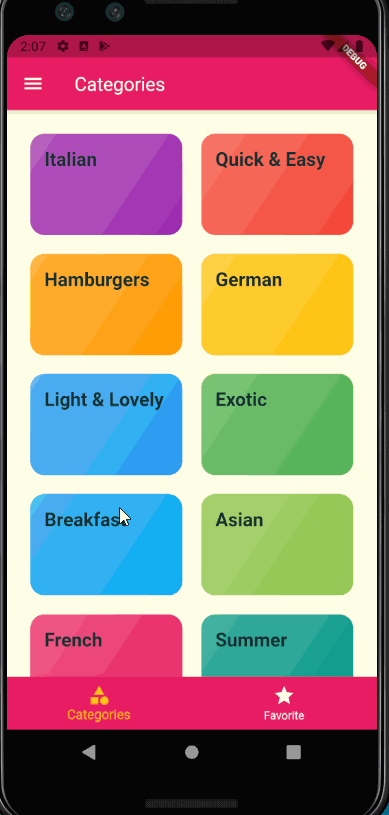 2:07
DEBUG
Categories
Italian
Quick & Easy
Hamburgers
German
Light & Lovely
Exotic
Breakfast
Asian
French
Summer
Categories
Favorite